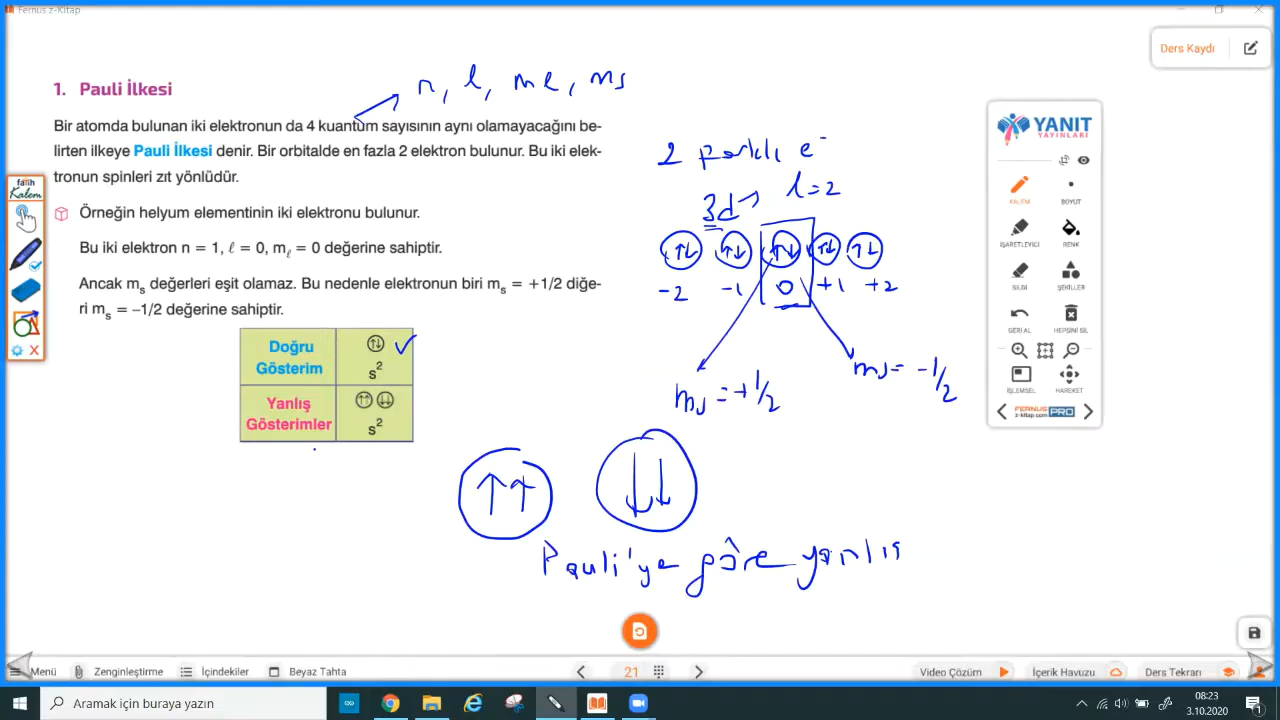 Fernus z-Kitap
Ders Kaydı
1. Pauli İlkesi
n, l, ml, ms
Bir atomda bulunan iki elektronun da 4 kuantum sayısının aynı olamayacağını be-
lirten ilkeye Pauli İlkesi denir. Bir orbitalde en fazla 2 elektron bulunur. Bu iki elek-
tronun spinleri zıt yönlüdür.
Örneğin helyum elementinin iki elektronu bulunur.
Bu iki elektron n = 1, ℓ = 0, mℓ = 0 değerine sahiptir.
Ancak ms değerleri eşit olamaz. Bu nedenle elektronun biri ms = +1/2 diğe-
ri ms = –1/2 değerine sahiptir.
Doğru
Gösterim
↑↓ ✓
s²
Yanlış
Gösterimler
↑↑ ↓↓
s²
2 farklı e⁻
3d → l=2
↑↓ ↑↓ ↑↓ ↑↓ ↑↓
-2 -1 0 +1 +2
ms = +1/2
ms = -1/2
↑↑ ↓↓
Pauli'ye göre yanlış
fatih
Kalem
YANIT
YAYINLARI
KALEM
BOYUT
İŞARETLEYİCİ
RENK
SİLGİ
ŞEKİLLER
GERİ AL
HEPSİNİ SİL
İŞLEMSEL
HAREKET
FERNUS PRO
z-kitap.com
Menü
Zenginleştirme
İçindekiler
Beyaz Tahta
21
Video Çözüm
İçerik Havuzu
Ders Tekrarı
Aramak için buraya yazın
08:23
3.10.2020
1